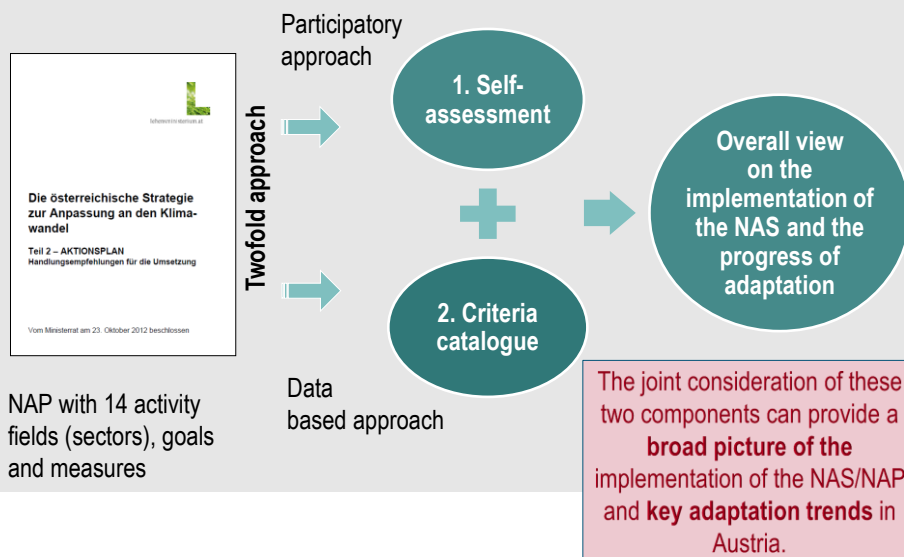 Participatory
approach
lebensministerium.at
Die österreichische Strategie
zur Anpassung an den Klima-
wandel
Teil 2 – AKTIONSPLAN
Handlungsempfehlungen für die Umsetzung
Vom Ministerrat am 23. Oktober 2012 beschlossen
NAP with 14 activity
fields (sectors), goals
and measures
Twofold approach
1. Self-
assessment
2. Criteria
catalogue
Data
based approach
Overall view
on the
implementation of
the NAS and the
progress of
adaptation
The joint consideration of these
two components can provide a
broad picture of the
implementation of the NAS/NAP
and key adaptation trends in
Austria.